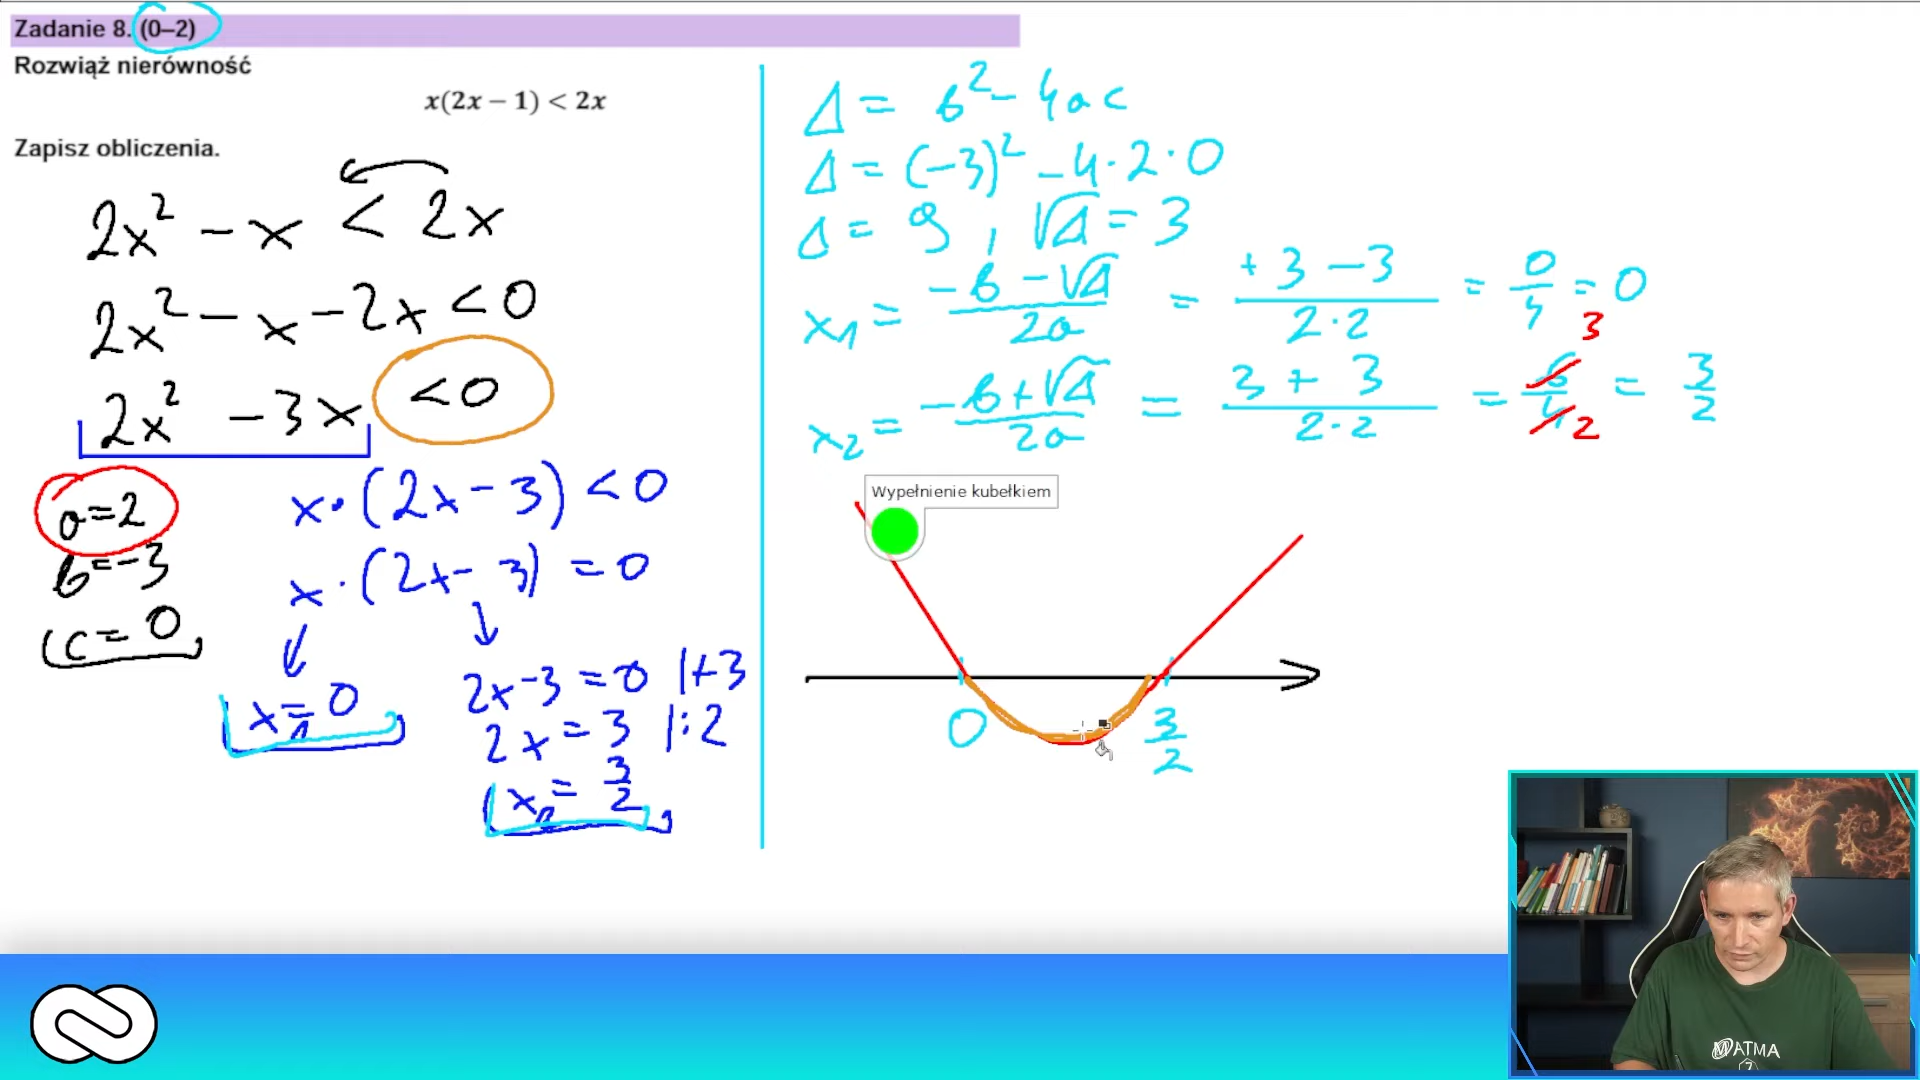 Zadanie 8. (0–2)
Rozwiąż nierówność
x(2x − 1) < 2x
Zapisz obliczenia.
2x² − x < 2x
2x² − x − 2x < 0
2x² − 3x < 0
a = 2
b = −3
c = 0
x · (2x − 3) < 0
x · (2x − 3) = 0
x₁ = 0
2x − 3 = 0 |+3
2x = 3 |:2
x₂ = 3/2
Δ = b² − 4ac
Δ = (−3)² − 4 · 2 · 0
Δ = 9, √Δ = 3
x₁ = (−b − √Δ)/2a = (+3 − 3)/(2 · 2) = 0/4 = 0
x₂ = (−b + √Δ)/2a = (3 + 3)/(2 · 2) = 6/4 3 2 = 3/2
Wypełnienie kubełkiem
0
3/2
MATMA
7